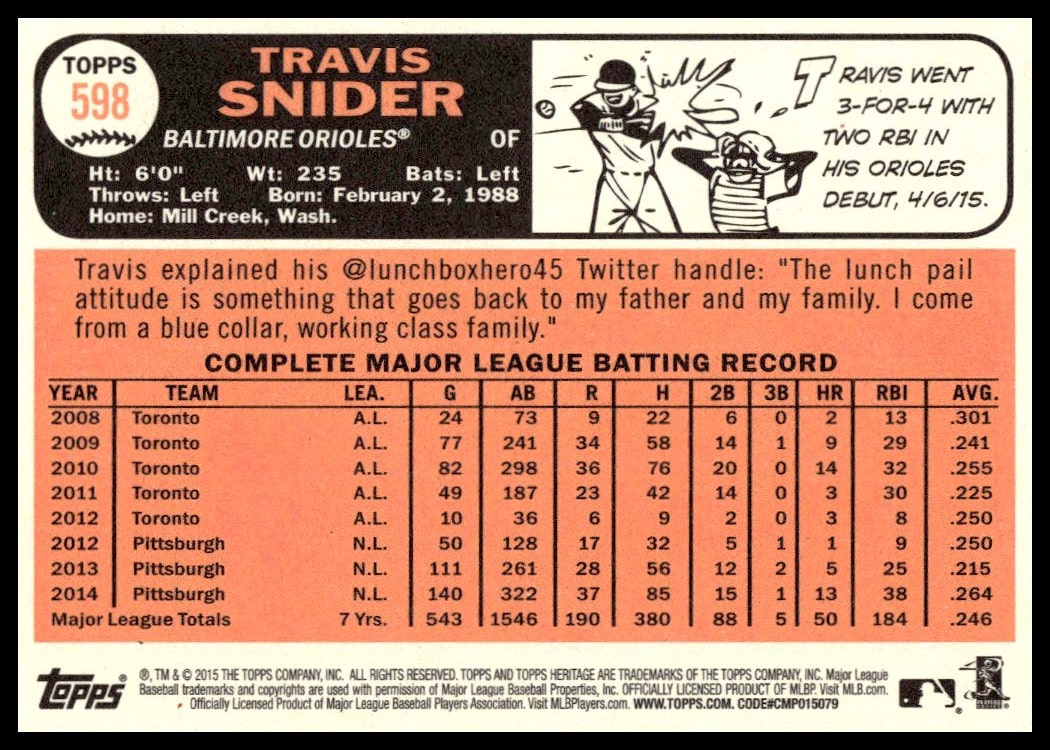 TOPPS
598
TRAVIS
SNIDER
BALTIMORE ORIOLES® OF
Ht: 6'0" Wt: 235 Bats: Left
Throws: Left Born: February 2, 1988
Home: Mill Creek, Wash.
TRAVIS WENT
3-FOR-4 WITH
TWO RBI IN
HIS ORIOLES
DEBUT, 4/6/15.
Travis explained his @lunchboxhero45 Twitter handle: "The lunch pail
attitude is something that goes back to my father and my family. I come
from a blue collar, working class family."
COMPLETE MAJOR LEAGUE BATTING RECORD
YEAR TEAM LEA. G AB R H 2B 3B HR RBI AVG.
2008 Toronto A.L. 24 73 9 22 6 0 2 13 .301
2009 Toronto A.L. 77 241 34 58 14 1 9 29 .241
2010 Toronto A.L. 82 298 36 76 20 0 14 32 .255
2011 Toronto A.L. 49 187 23 42 14 0 3 30 .225
2012 Toronto A.L. 10 36 6 9 2 0 3 8 .250
2012 Pittsburgh N.L. 50 128 17 32 5 1 1 9 .250
2013 Pittsburgh N.L. 111 261 28 56 12 2 5 25 .215
2014 Pittsburgh N.L. 140 322 37 85 15 1 13 38 .264
Major League Totals 7 Yrs. 543 1546 190 380 88 5 50 184 .246
Topps® ®, TM & © 2015 THE TOPPS COMPANY, INC. ALL RIGHTS RESERVED. TOPPS AND TOPPS HERITAGE ARE TRADEMARKS OF THE TOPPS COMPANY, INC. Major League
Baseball trademarks and copyrights are used with permission of Major League Baseball Properties, Inc. OFFICIALLY LICENSED PRODUCT OF MLBP. Visit MLB.com.
Officially Licensed Product of Major League Baseball Players Association. Visit MLBPlayers.com. WWW.TOPPS.COM. CODE#CMP015079